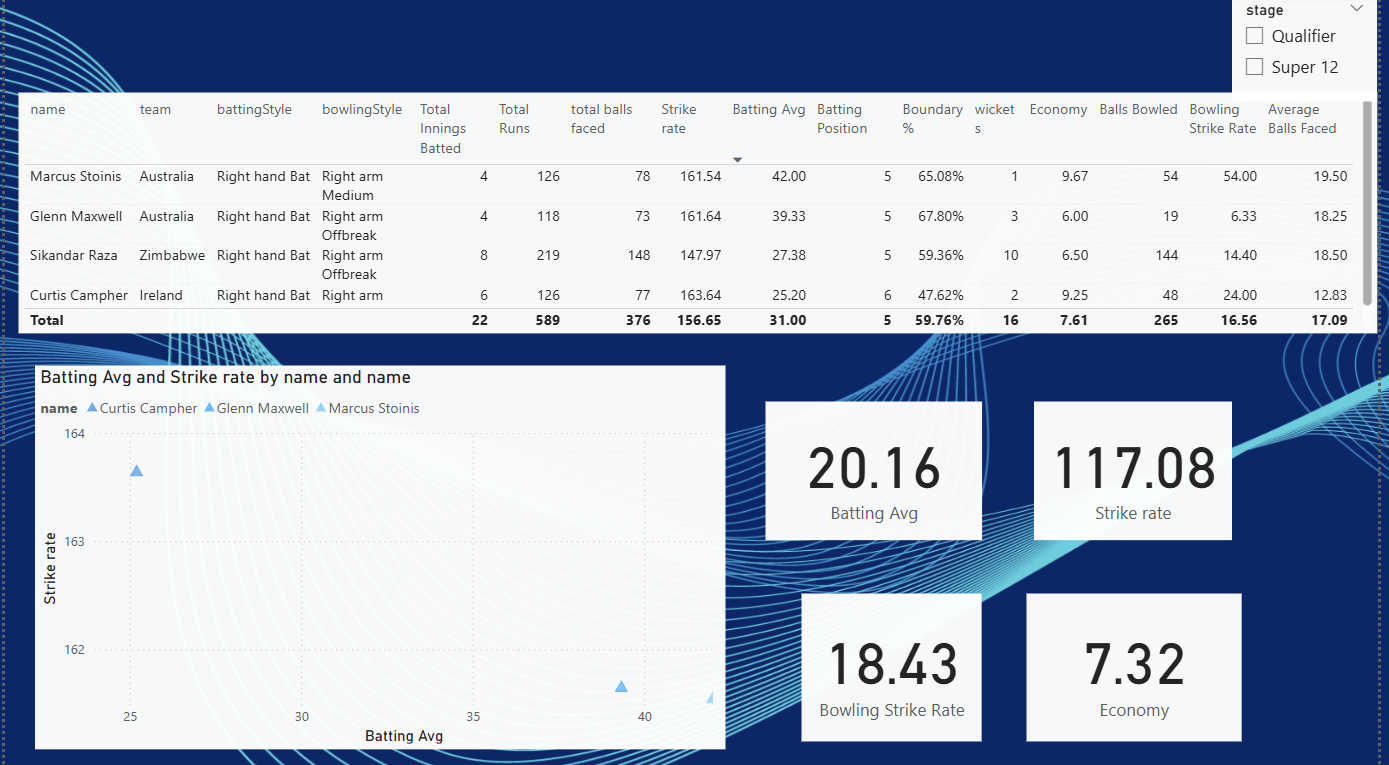 stage
Qualifier
Super 12
name team battingStyle bowlingStyle Total Innings Batted Total Runs total balls faced Strike rate Batting Avg Batting Position Boundary % wickets Economy Balls Bowled Bowling Strike Rate Average Balls Faced
Marcus Stoinis Australia Right hand Bat Right arm Medium 4 126 78 161.54 42.00 5 65.08% 1 9.67 54 54.00 19.50
Glenn Maxwell Australia Right hand Bat Right arm Offbreak 4 118 73 161.64 39.33 5 67.80% 3 6.00 19 6.33 18.25
Sikandar Raza Zimbabwe Right hand Bat Right arm Offbreak 8 219 148 147.97 27.38 5 59.36% 10 6.50 144 14.40 18.50
Curtis Campher Ireland Right hand Bat Right arm 6 126 77 163.64 25.20 6 47.62% 2 9.25 48 24.00 12.83
Total 22 589 376 156.65 31.00 5 59.76% 16 7.61 265 16.56 17.09
Batting Avg and Strike rate by name and name
name Curtis Campher Glenn Maxwell Marcus Stoinis
164
163
162
Strike rate
25 30 35 40
Batting Avg
20.16
Batting Avg
117.08
Strike rate
18.43
Bowling Strike Rate
7.32
Economy